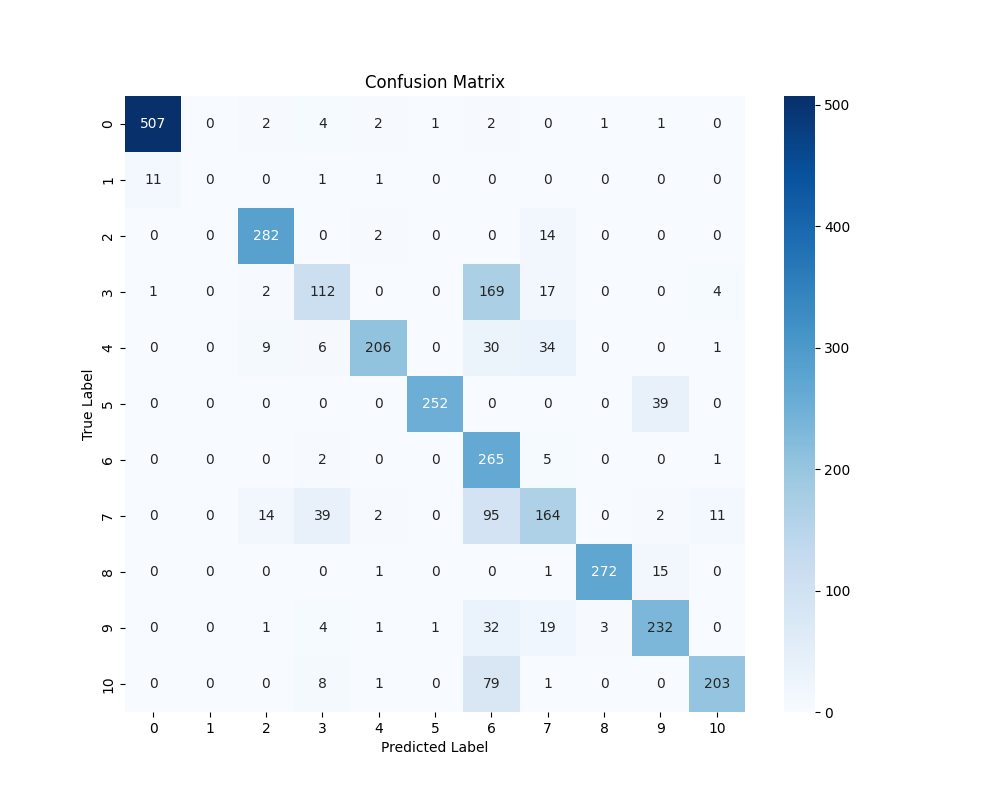 Confusion Matrix
0 507 0 2 4 2 1 2 0 1 1 0
1 11 0 0 1 1 0 0 0 0 0 0
2 0 0 282 0 2 0 0 14 0 0 0
3 1 0 2 112 0 0 169 17 0 0 4
4 0 0 9 6 206 0 30 34 0 0 1
5 0 0 0 0 0 252 0 0 0 39 0
6 0 0 0 2 0 0 265 5 0 0 1
7 0 0 14 39 2 0 95 164 0 2 11
8 0 0 0 0 1 0 0 1 272 15 0
9 0 0 1 4 1 1 32 19 3 232 0
10 0 0 0 8 1 0 79 1 0 0 203
0 1 2 3 4 5 6 7 8 9 10
Predicted Label
True Label
500
400
300
200
100
0